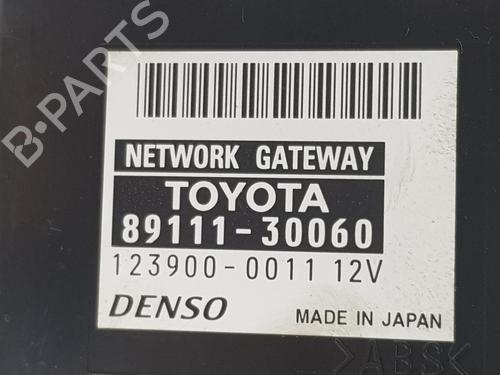 B-PARTS
NETWORK GATEWAY
TOYOTA
89111-30060
123900-0011 12V
DENSO
MADE IN JAPAN
>ABS<